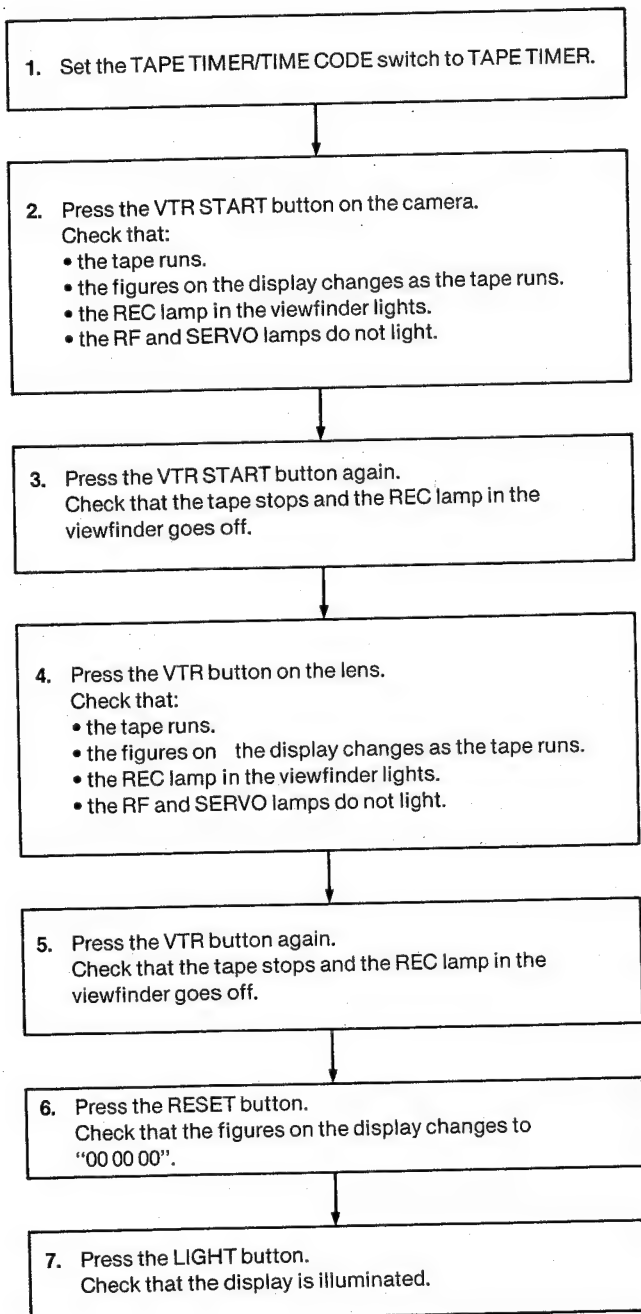 1. Set the TAPE TIMER/TIME CODE switch to TAPE TIMER.
2. Press the VTR START button on the camera.
Check that:
• the tape runs.
• the figures on the display changes as the tape runs.
• the REC lamp in the viewfinder lights.
• the RF and SERVO lamps do not light.
3. Press the VTR START button again.
Check that the tape stops and the REC lamp in the
viewfinder goes off.
4. Press the VTR button on the lens.
Check that:
• the tape runs.
• the figures on the display changes as the tape runs.
• the REC lamp in the viewfinder lights.
• the RF and SERVO lamps do not light.
5. Press the VTR button again.
Check that the tape stops and the REC lamp in the
viewfinder goes off.
6. Press the RESET button.
Check that the figures on the display changes to
“00 00 00”.
7. Press the LIGHT button.
Check that the display is illuminated.